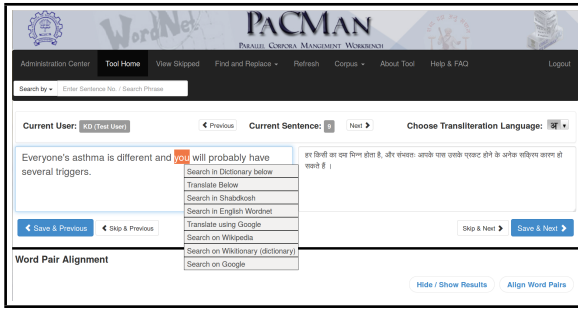 WordNet
PACMAN
PARALLEL CORPORA MANGEMENT WORKBENCH
Administration Center Tool Home View Skipped Find and Replace Refresh Corpus About Tool Help & FAQ Logout
Search by Enter Sentence No. / Search Phrase
Current User: KD (Test User) Previous Current Sentence: 9 Next Choose Transliteration Language: अ
Everyone's asthma is different and you will probably have
several triggers.
हर किसी का दमा भिन्न होता है, और संभवतः आपके पास उसके प्रकट होने के अनेक सक्रिय कारण हो
सकते हैं ।
Search in Dictionary below
Translate Below
Search in Shabdkosh
Search in English Wordnet
Translate using Google
Search on Wikipedia
Search on Wikitionary (dictionary)
Search on Google
Save & Previous Skip & Previous Skip & Next Save & Next
Word Pair Alignment
Hide / Show Results Align Word Pairs